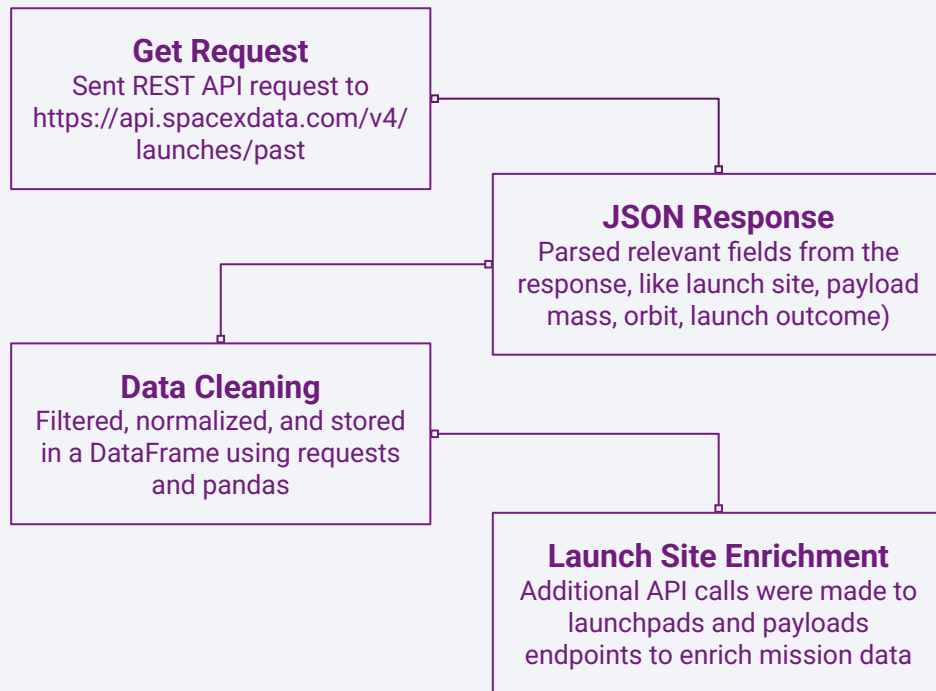 Get Request
Sent REST API request to
https://api.spacexdata.com/v4/
launches/past
JSON Response
Parsed relevant fields from the
response, like launch site, payload
mass, orbit, launch outcome)
Data Cleaning
Filtered, normalized, and stored
in a DataFrame using requests
and pandas
Launch Site Enrichment
Additional API calls were made to
launchpads and payloads
endpoints to enrich mission data